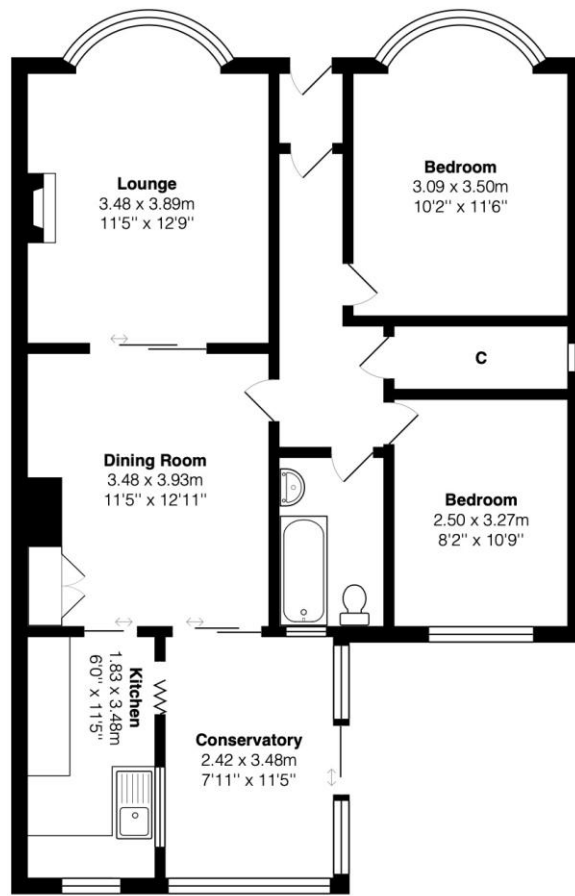 Lounge
3.48 x 3.89m
11'5'' x 12'9''
Bedroom
3.09 x 3.50m
10'2'' x 11'6''
C
Dining Room
3.48 x 3.93m
11'5'' x 12'11''
Bedroom
2.50 x 3.27m
8'2'' x 10'9''
Kitchen
1.83 x 3.48m
6'0'' x 11'5''
Conservatory
2.42 x 3.48m
7'11'' x 11'5''